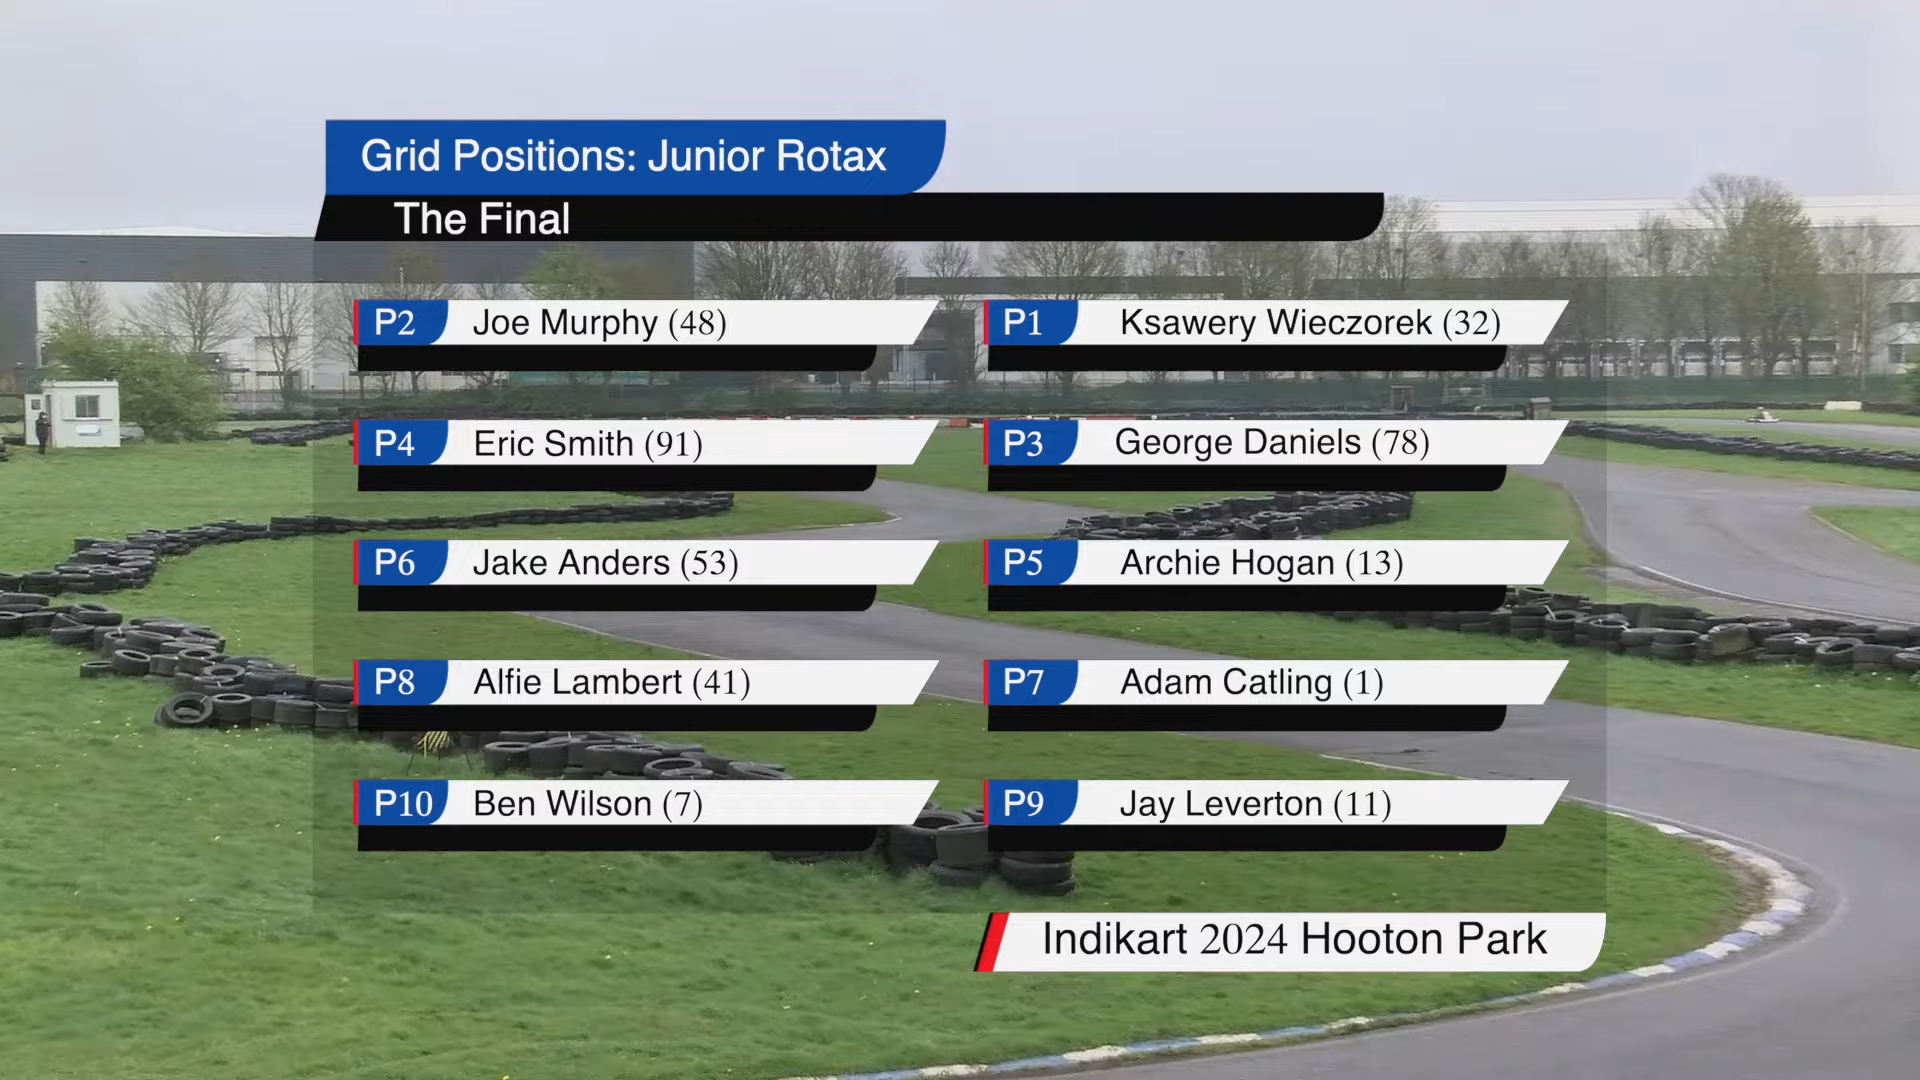 Grid Positions: Junior Rotax
The Final
P2 Joe Murphy (48)
P1 Ksawery Wieczorek (32)
P4 Eric Smith (91)
P3 George Daniels (78)
P6 Jake Anders (53)
P5 Archie Hogan (13)
P8 Alfie Lambert (41)
P7 Adam Catling (1)
P10 Ben Wilson (7)
P9 Jay Leverton (11)
Indikart 2024 Hooton Park